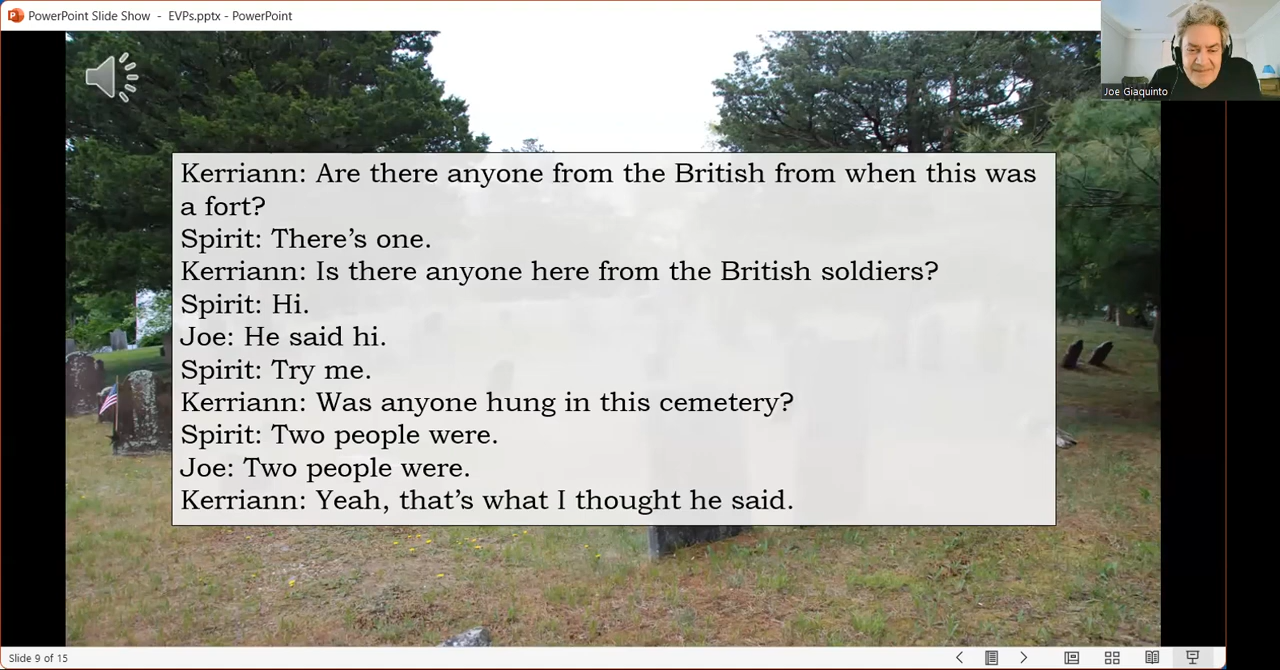 PowerPoint Slide Show - EVPs.pptx - PowerPoint
Joe Giaquinto
Kerriann: Are there anyone from the British from when this was
a fort?
Spirit: There’s one.
Kerriann: Is there anyone here from the British soldiers?
Spirit: Hi.
Joe: He said hi.
Spirit: Try me.
Kerriann: Was anyone hung in this cemetery?
Spirit: Two people were.
Joe: Two people were.
Kerriann: Yeah, that’s what I thought he said.
Slide 9 of 15